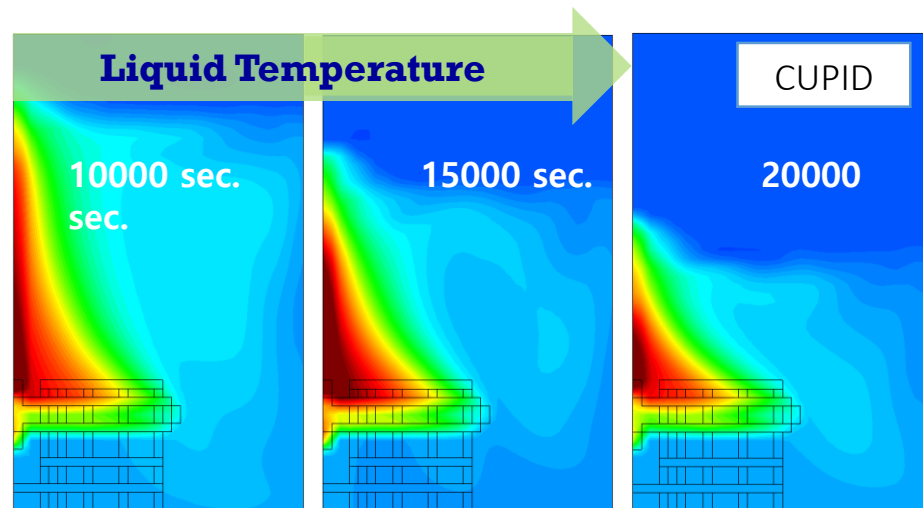 Liquid Temperature
CUPID
10000 sec.
15000 sec.
20000
sec.